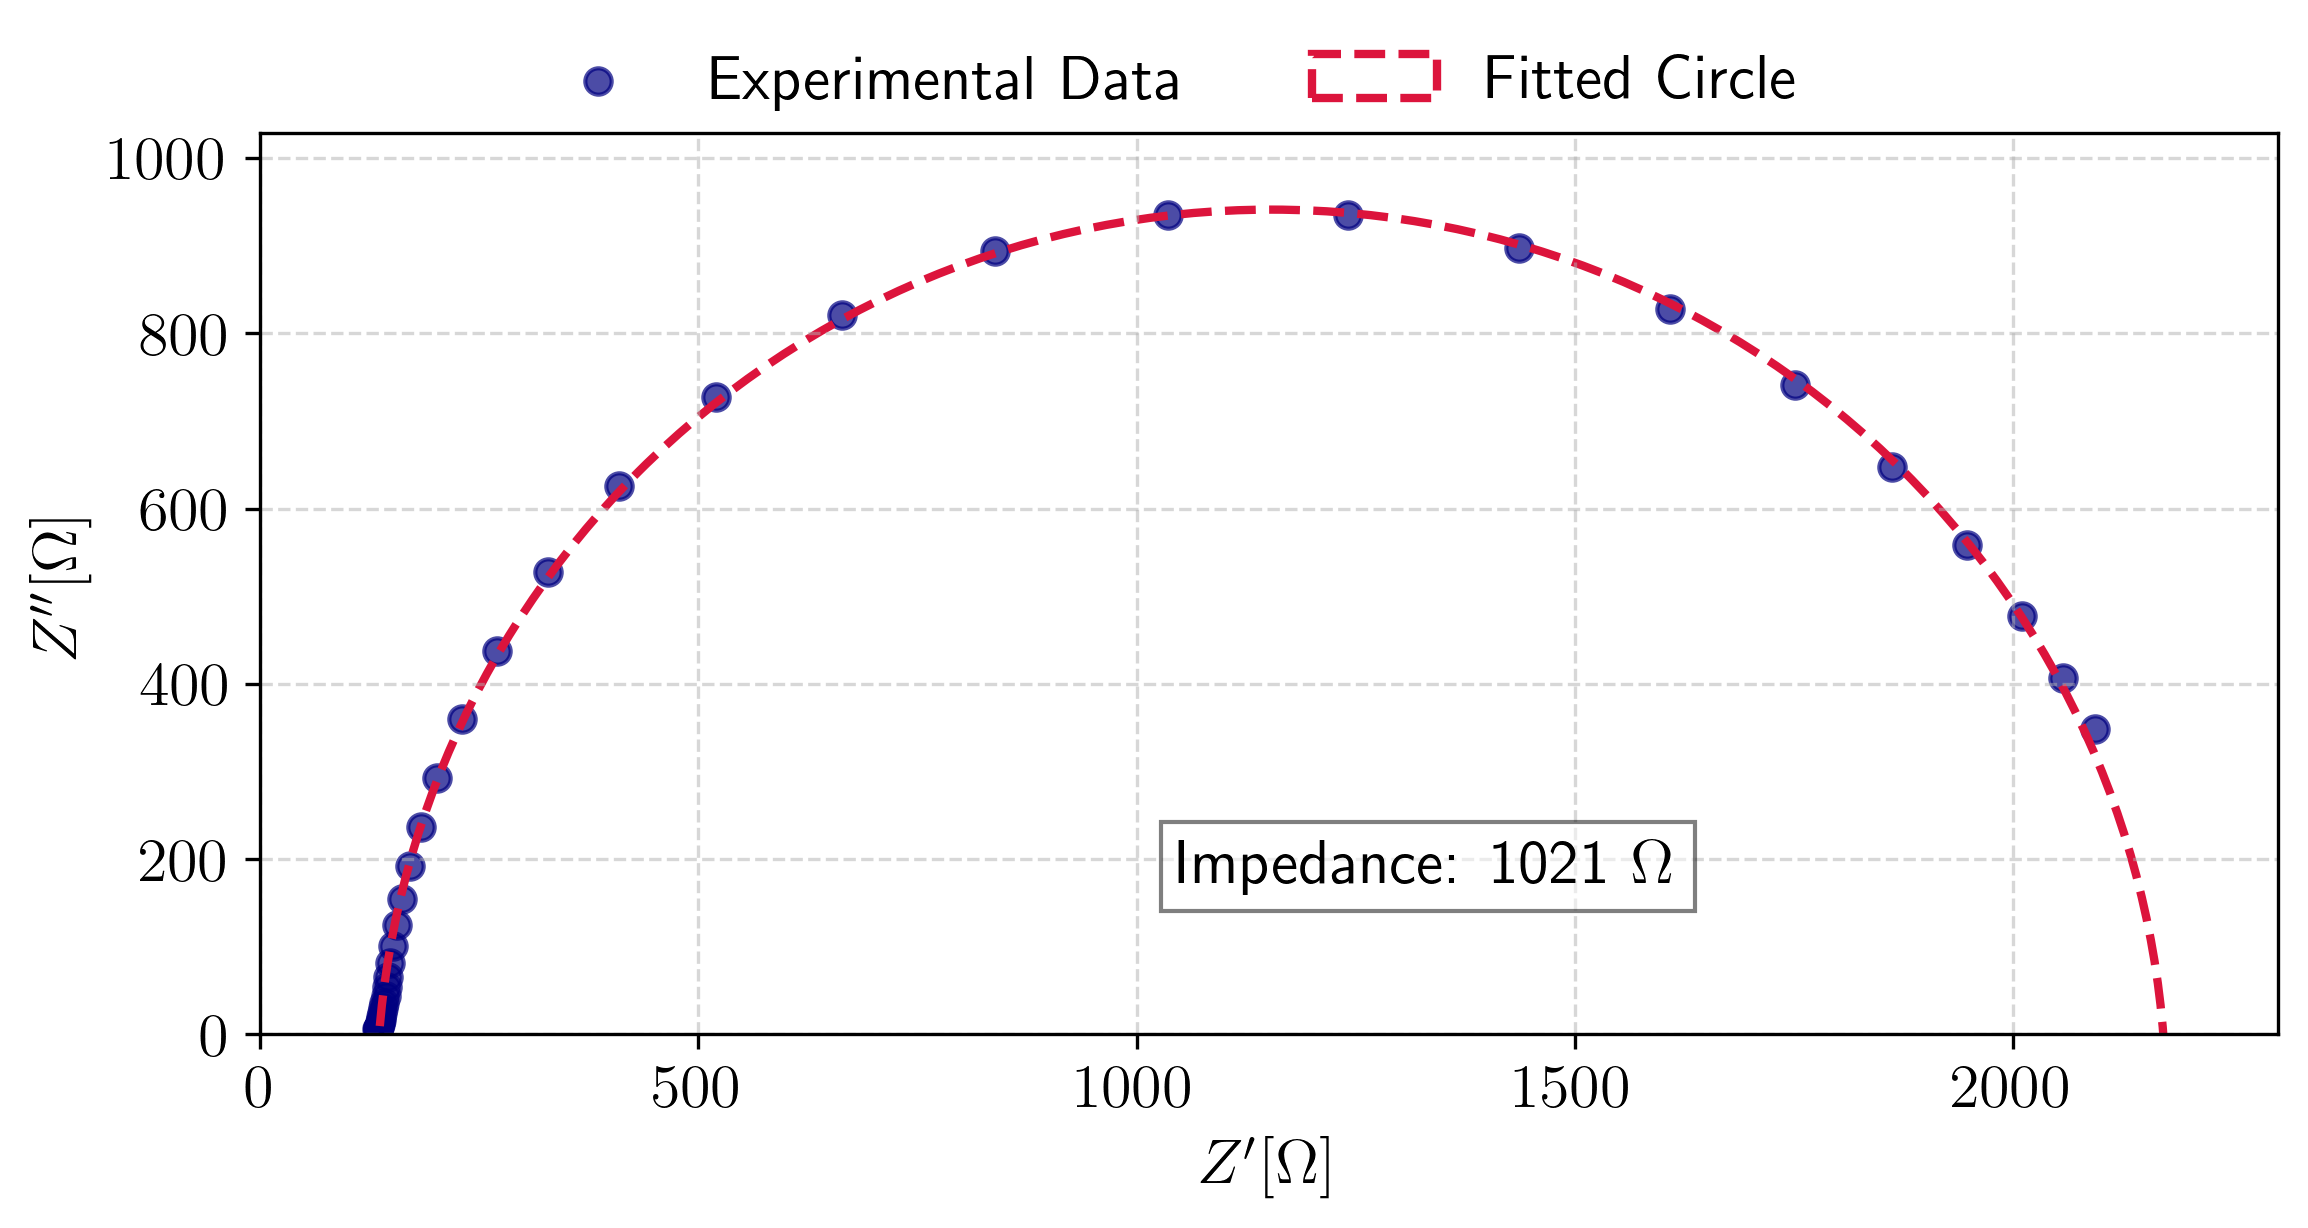 Experimental Data
Fitted Circle
1000
800
600
400
200
0
Z''[Ω]
Impedance: 1021 Ω
0 500 1000 1500 2000
Z'[Ω]